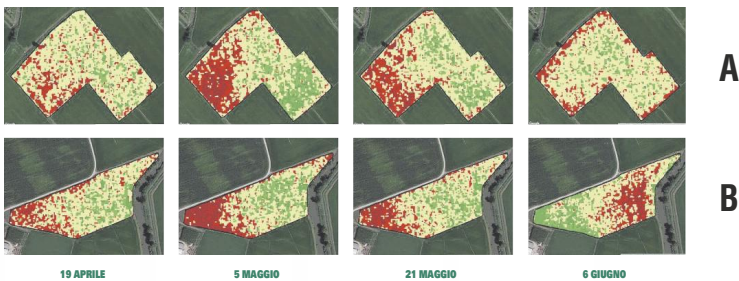 A
B
19 APRILE
5 MAGGIO
21 MAGGIO
6 GIUGNO